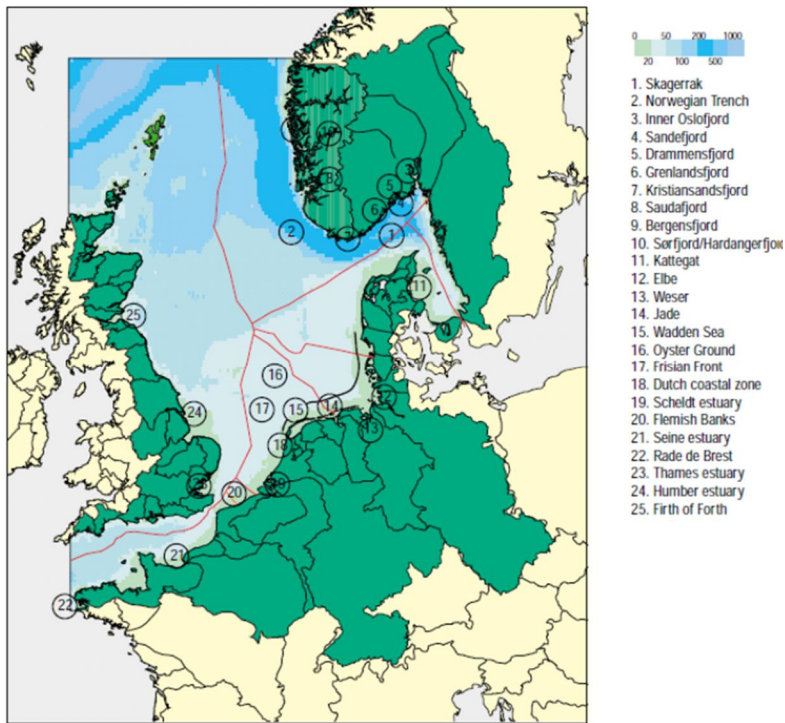 0 50 200 1000
20 100 500
1. Skagerrak
2. Norwegian Trench
3. Inner Oslofjord
4. Sandefjord
5. Drammensfjord
6. Grenlandsfjord
7. Kristiansandsfjord
8. Saudafjord
9. Bergensfjord
10. Sørfjord/Hardangerfjo
11. Kattegat
12. Elbe
13. Weser
14. Jade
15. Wadden Sea
16. Oyster Ground
17. Frisian Front
18. Dutch coastal zone
19. Scheldt estuary
20. Flemish Banks
21. Seine estuary
22. Rade de Brest
23. Thames estuary
24. Humber estuary
25. Firth of Forth
3
5
6
2
1
11
25
16
24
17
15
14
13
18
20
21
22